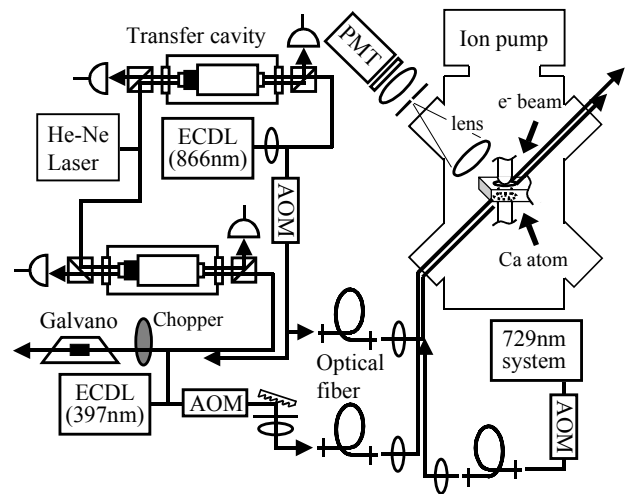 Transfer cavity
PMT
Ion pump
e- beam
lens
He-Ne
Laser
ECDL
(866nm)
AOM
Ca atom
Galvano
Chopper
Optical
fiber
729nm
system
ECDL
(397nm)
AOM
AOM